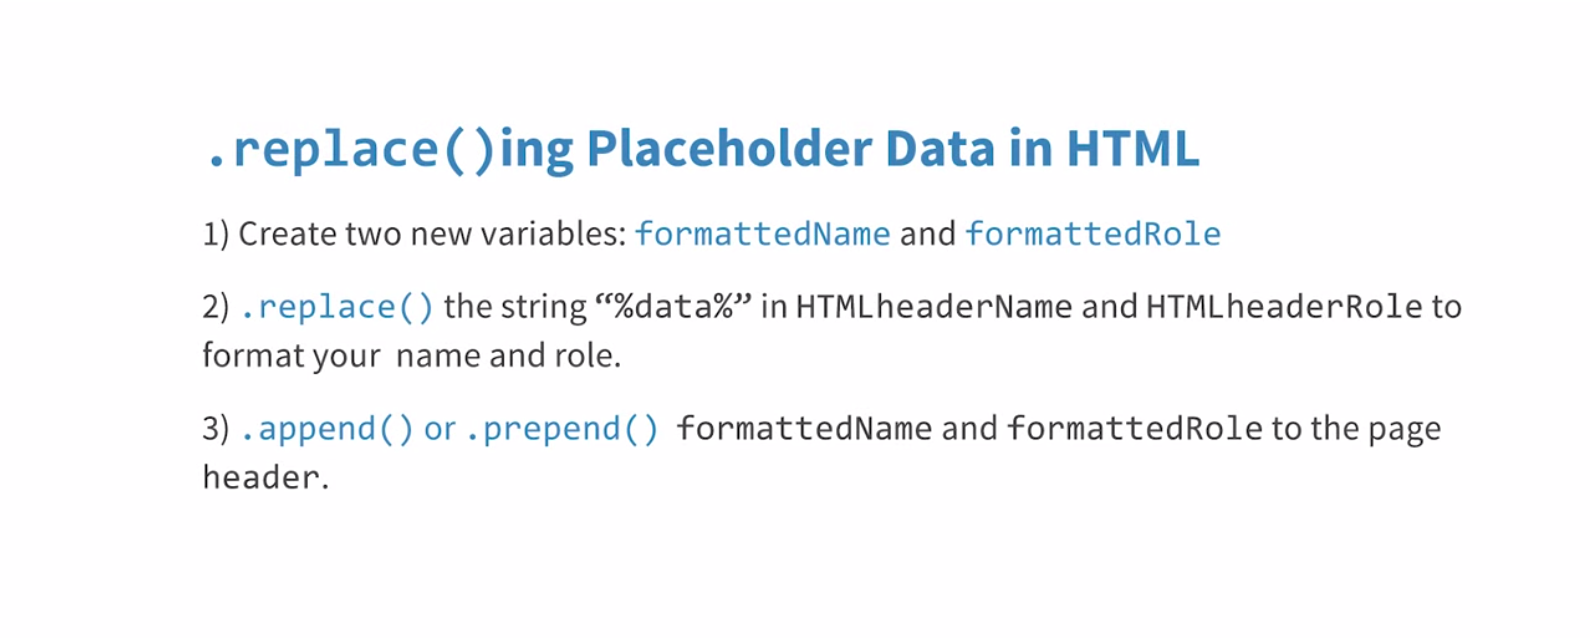 .replace()ing Placeholder Data in HTML
1) Create two new variables: formattedName and formattedRole
2) .replace() the string “%data%” in HTMLheaderName and HTMLheaderRole to
format your name and role.
3) .append() or .prepend() formattedName and formattedRole to the page
header.